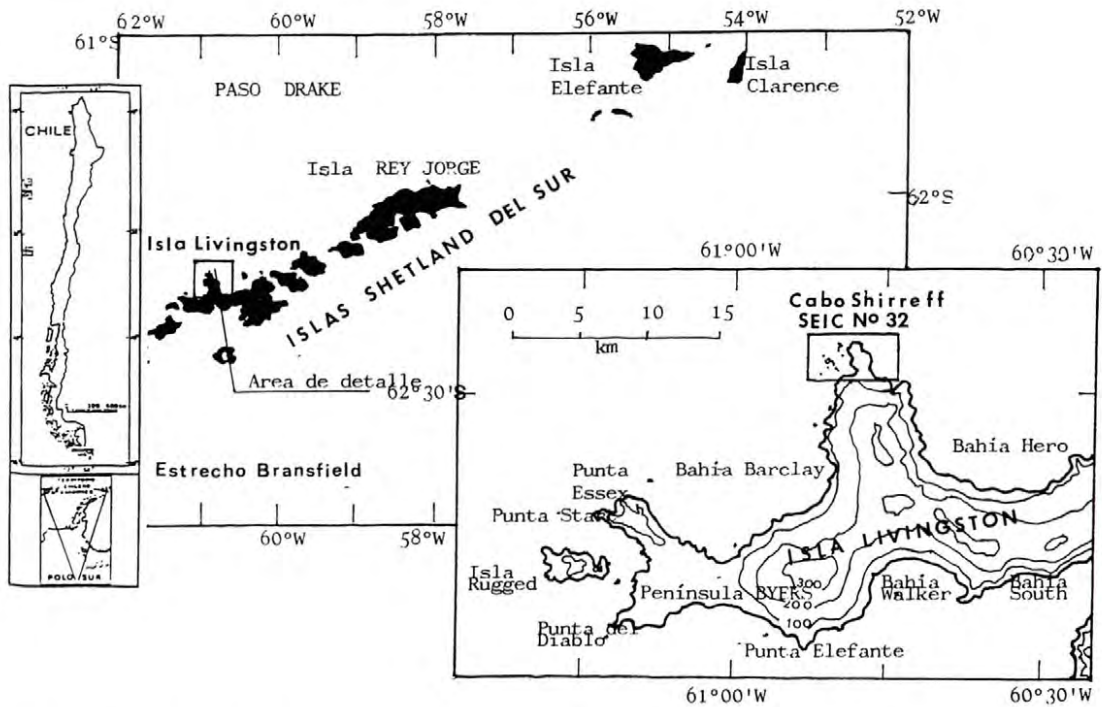 62°W
60°W
58°W
56°W
54°W
52°W
61°S
PASO DRAKE
Isla
Elefante
Isla
Clarence
CHILE
Isla REY JORGE
62°S
ISLAS SHETLAND DEL SUR
Isla Livingston
61°00'W
60°30'W
Cabo Shirreff
SEIC Nº 32
0 5 10 15
km
Area de detalle
62°30'S
Bahía Hero
Estrecho Bransfield
Punta
Essex
Bahía Barclay
Punta Start
60°W
58°W
ISLA LIVINGSTON
Isla
Rugged
300
200
100
Península BYERS
Bahía
Walker
Bahía
South
POLO SUR
Punta del
Diablo
Punta Elefante
61°00'W
60°30'W